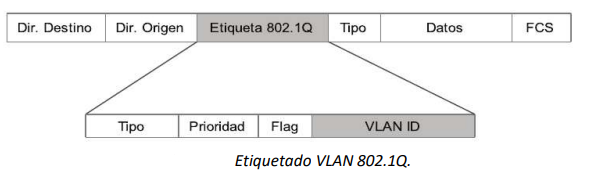 Dir. Destino Dir. Origen Etiqueta 802.1Q Tipo Datos FCS
Tipo Prioridad Flag VLAN ID
Etiquetado VLAN 802.1Q.